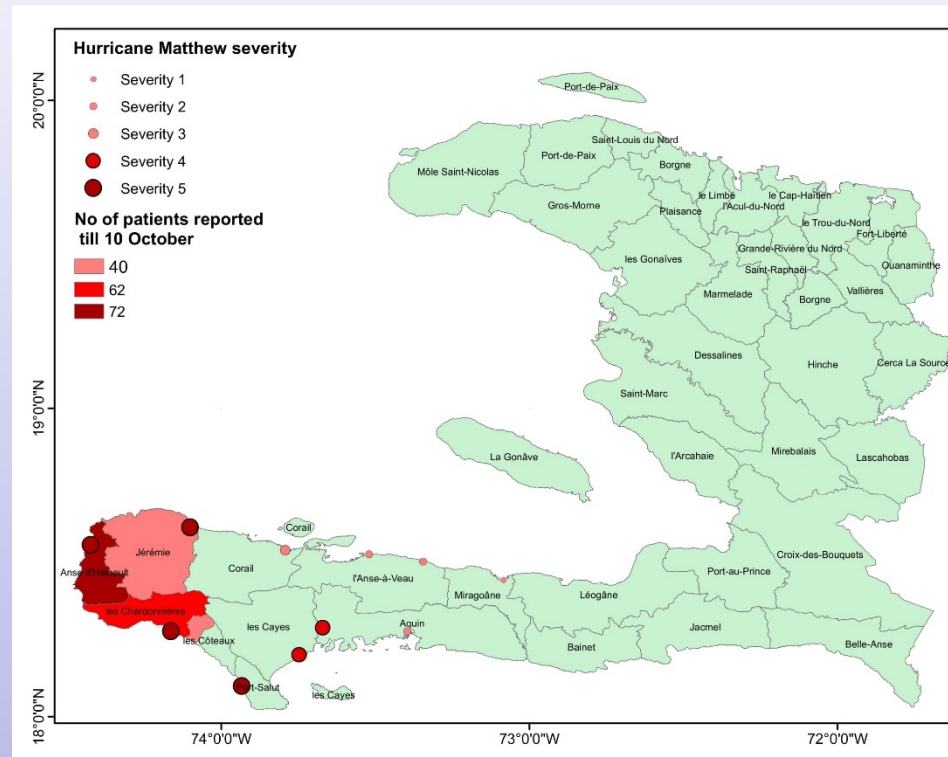 Hurricane Matthew severity
Severity 1
Severity 2
Severity 3
Severity 4
Severity 5
No of patients reported
till 10 October
40
62
72
20°0'0"N
19°0'0"N
18°0'0"N
Port-de-Paix
Saint-Louis du Nord
Port-de-Paix
Borgne
Môle Saint-Nicolas
le Limbé
le Cap-Haïtien
Gros-Morne
Plaisance
l'Acul-du-Nord
le Trou-du-Nord
Fort-Liberté
Grande-Rivière du Nord
les Gonaïves
Saint-Raphaël
Ouanaminthe
Marmelade
Borgne
Vallières
Dessalines
Hinche
Cerca La Source
Saint-Marc
l'Arcahaie
Mirebalais
Lascahobas
La Gonâve
Corail
Jérémie
Croix-des-Bouquets
Anse d'Hainault
Corail
l'Anse-à-Veau
Port-au-Prince
Miragoâne
Léogâne
les Chardonnières
les Cayes
Aquin
Jacmel
les Côteaux
Bainet
Belle-Anse
Port-Salut
les Cayes
74°0'0"W
73°0'0"W
72°0'0"W